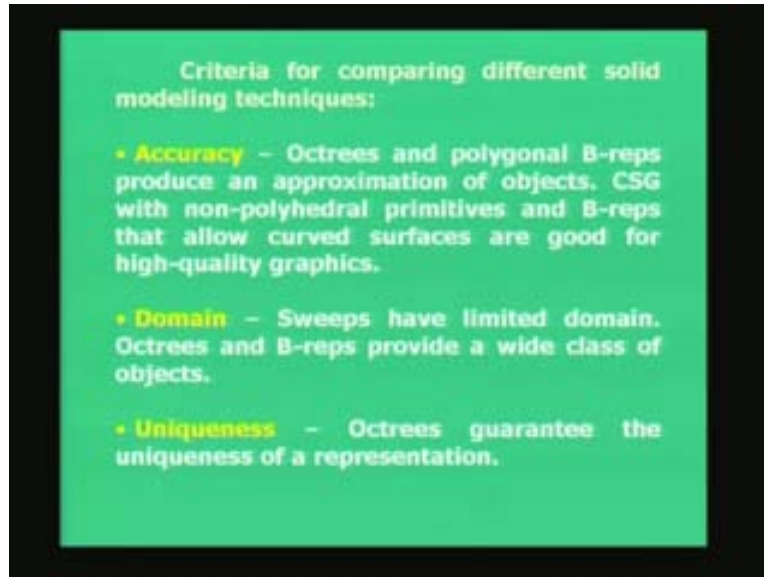 Criteria for comparing different solid
modeling techniques:
• Accuracy – Octrees and polygonal B-reps
produce an approximation of objects. CSG
with non-polyhedral primitives and B-reps
that allow curved surfaces are good for
high-quality graphics.
• Domain – Sweeps have limited domain.
Octrees and B-reps provide a wide class of
objects.
• Uniqueness – Octrees guarantee the
uniqueness of a representation.